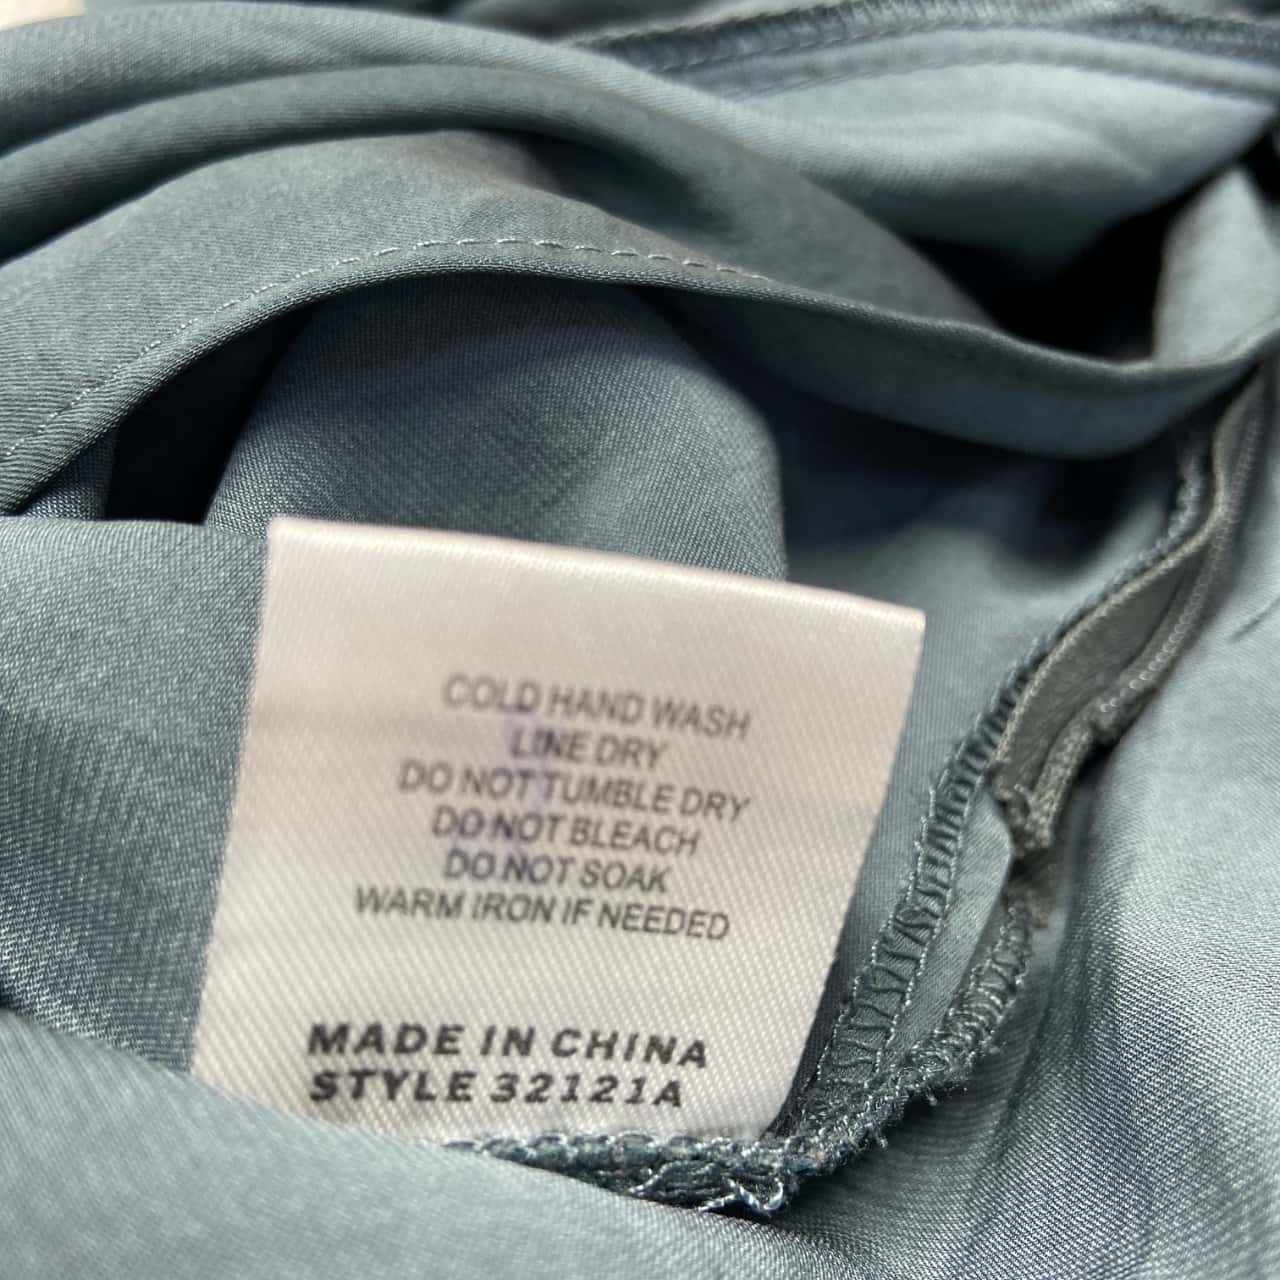 COLD HAND WASH
LINE DRY
DO NOT TUMBLE DRY
DO NOT BLEACH
DO NOT SOAK
WARM IRON IF NEEDED
MADE IN CHINA
STYLE 32121A